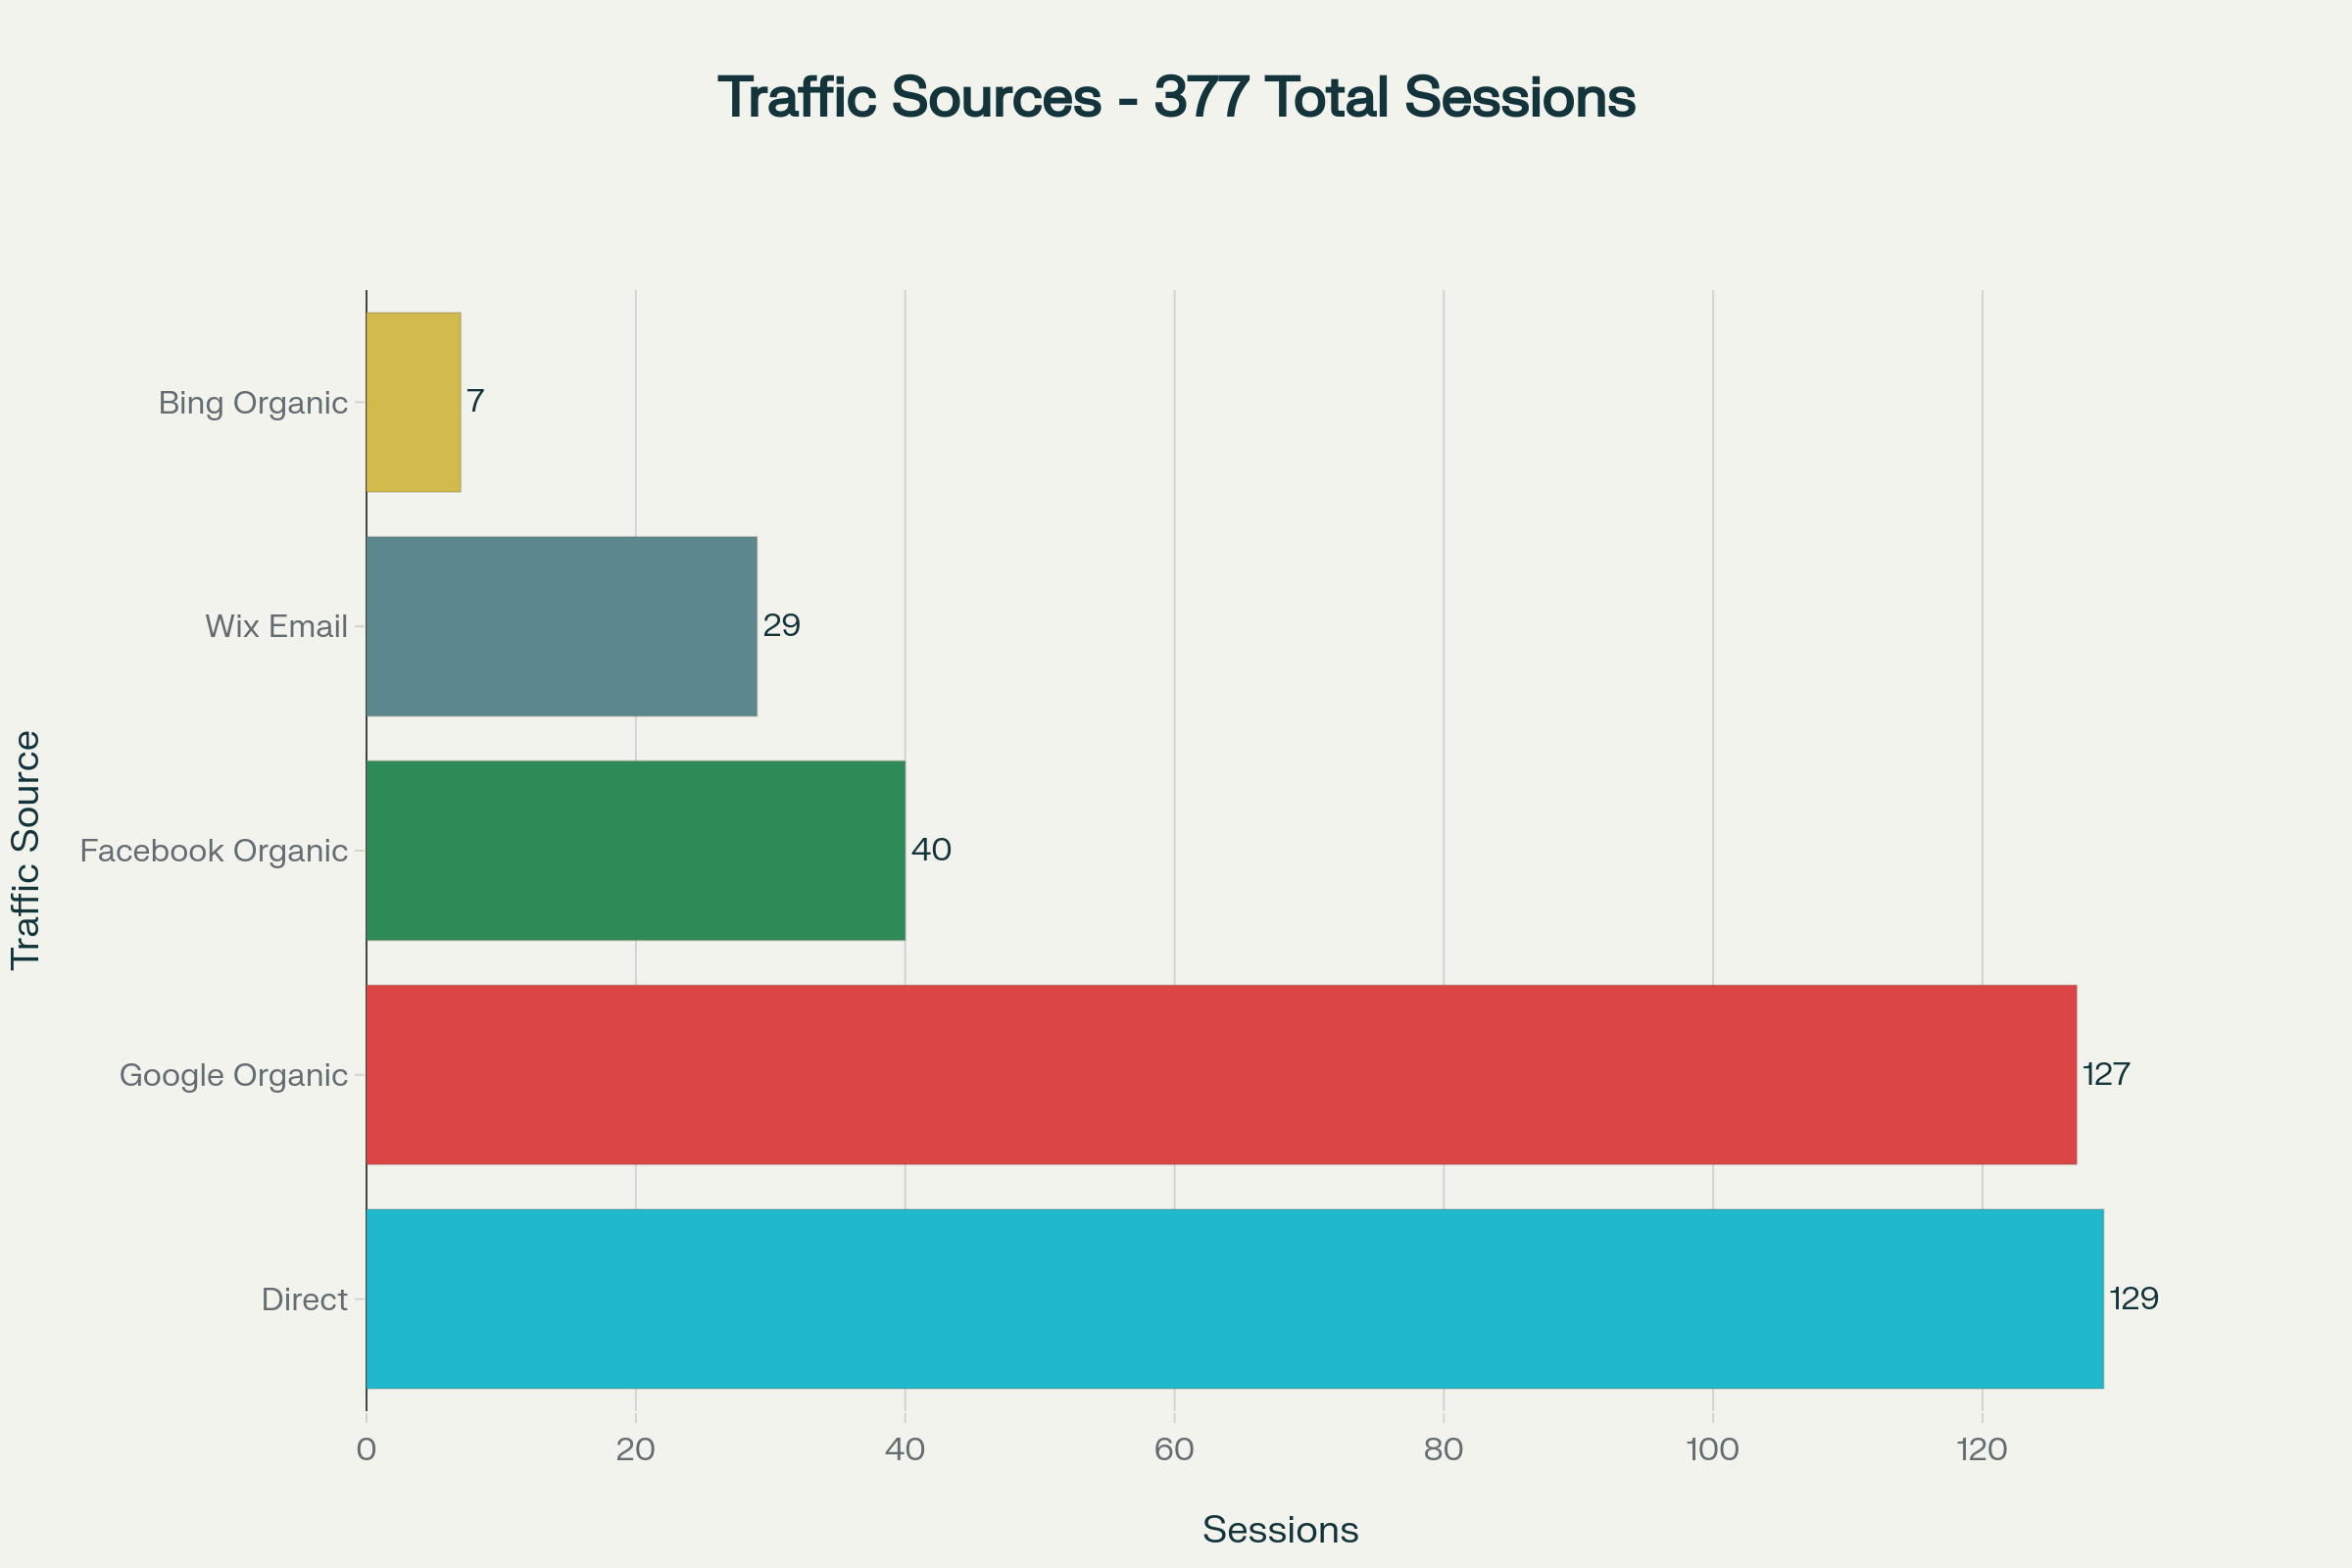 Traffic Sources - 377 Total Sessions
Traffic Source
Bing Organic
7
Wix Email
29
Facebook Organic
40
Google Organic
127
Direct
129
0 20 40 60 80 100 120
Sessions